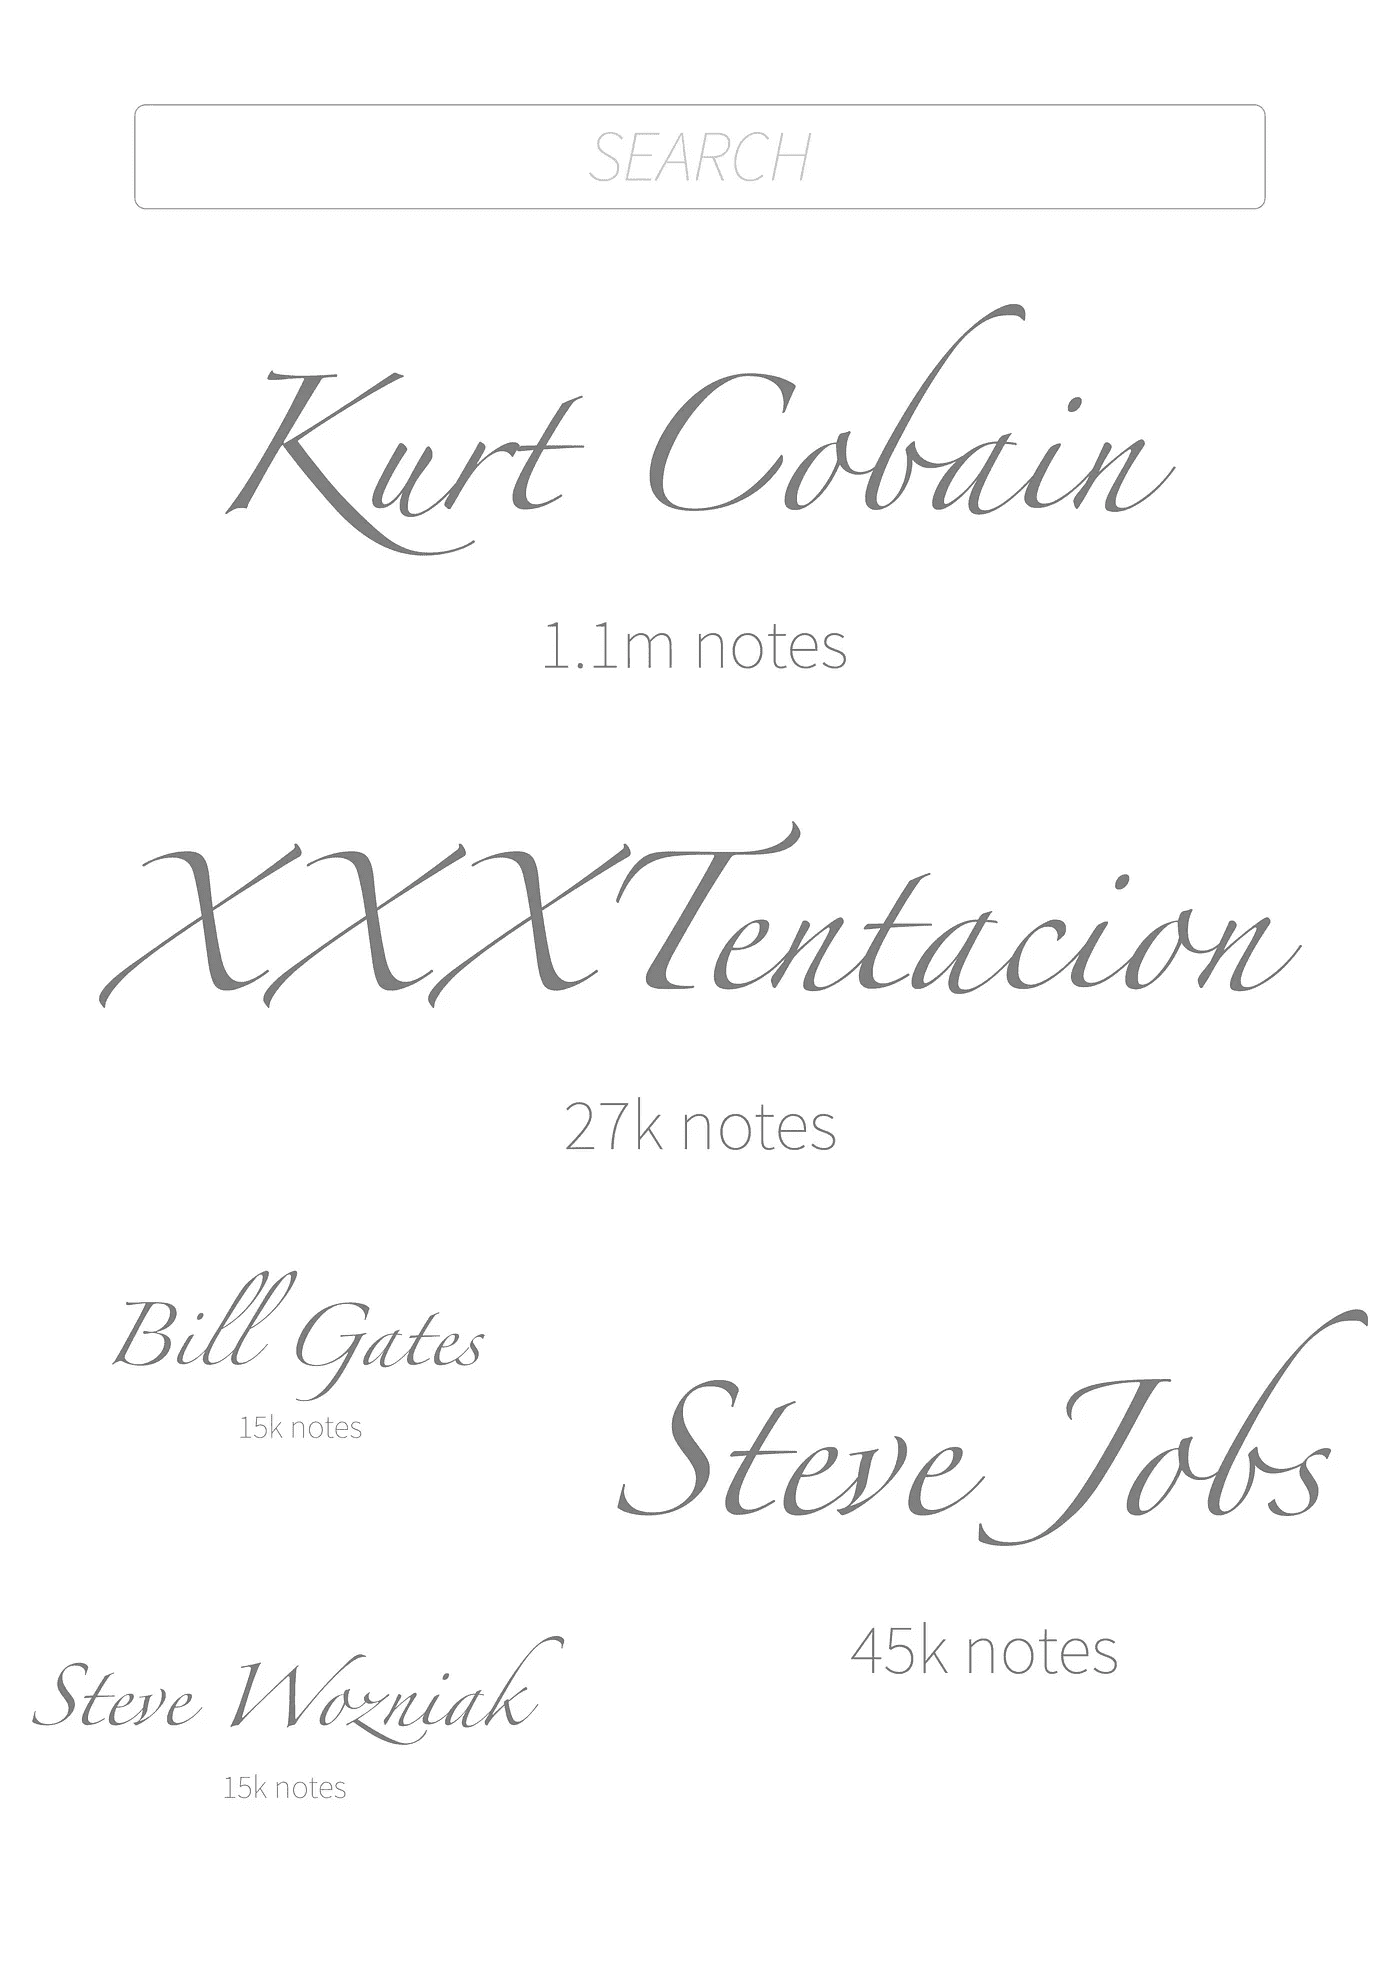 SEARCH
Kurt Cobain
1.1m notes
XXXTentacion
27k notes
Bill Gates
15k notes
Steve Jobs
45k notes
Steve Wozniak
15k notes